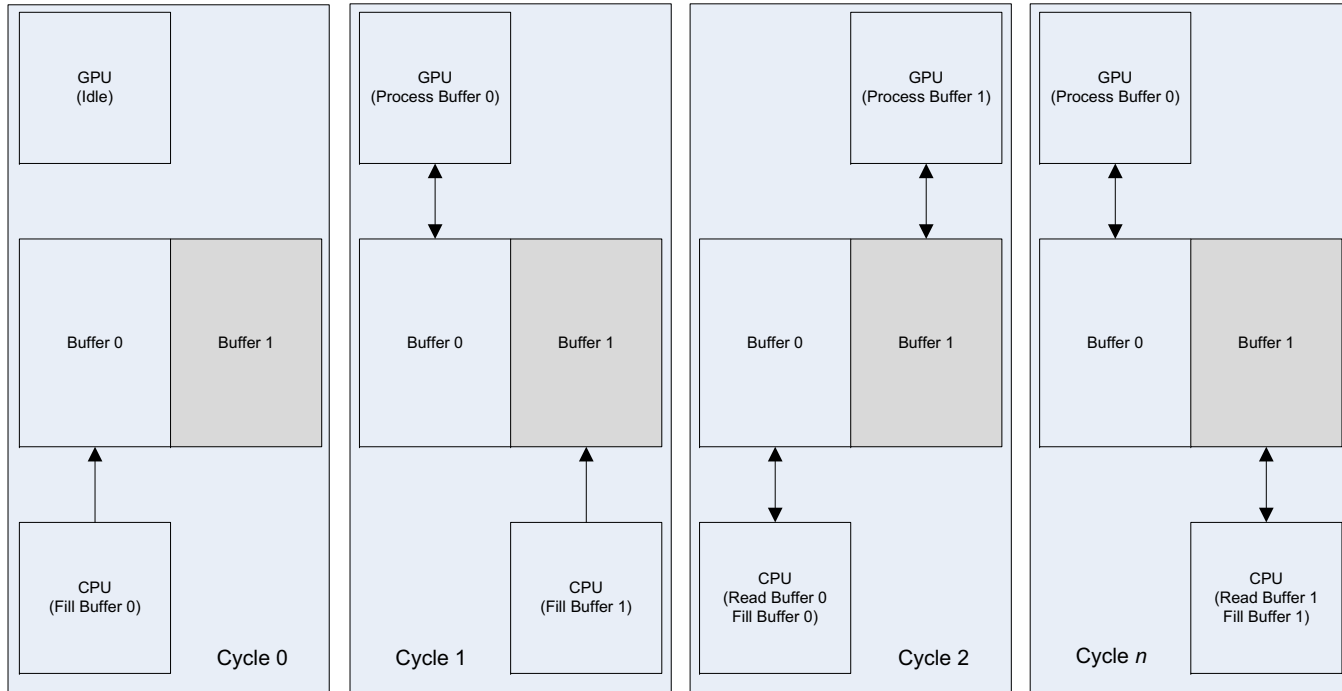 GPU
(Idle)
Buffer 0
Buffer 1
CPU
(Fill Buffer 0)
Cycle 0
GPU
(Process Buffer 0)
Buffer 0
Buffer 1
CPU
(Fill Buffer 1)
Cycle 1
GPU
(Process Buffer 1)
Buffer 0
Buffer 1
CPU
(Read Buffer 0
Fill Buffer 0)
Cycle 2
GPU
(Process Buffer 0)
Buffer 0
Buffer 1
CPU
(Read Buffer 1
Fill Buffer 1)
Cycle n